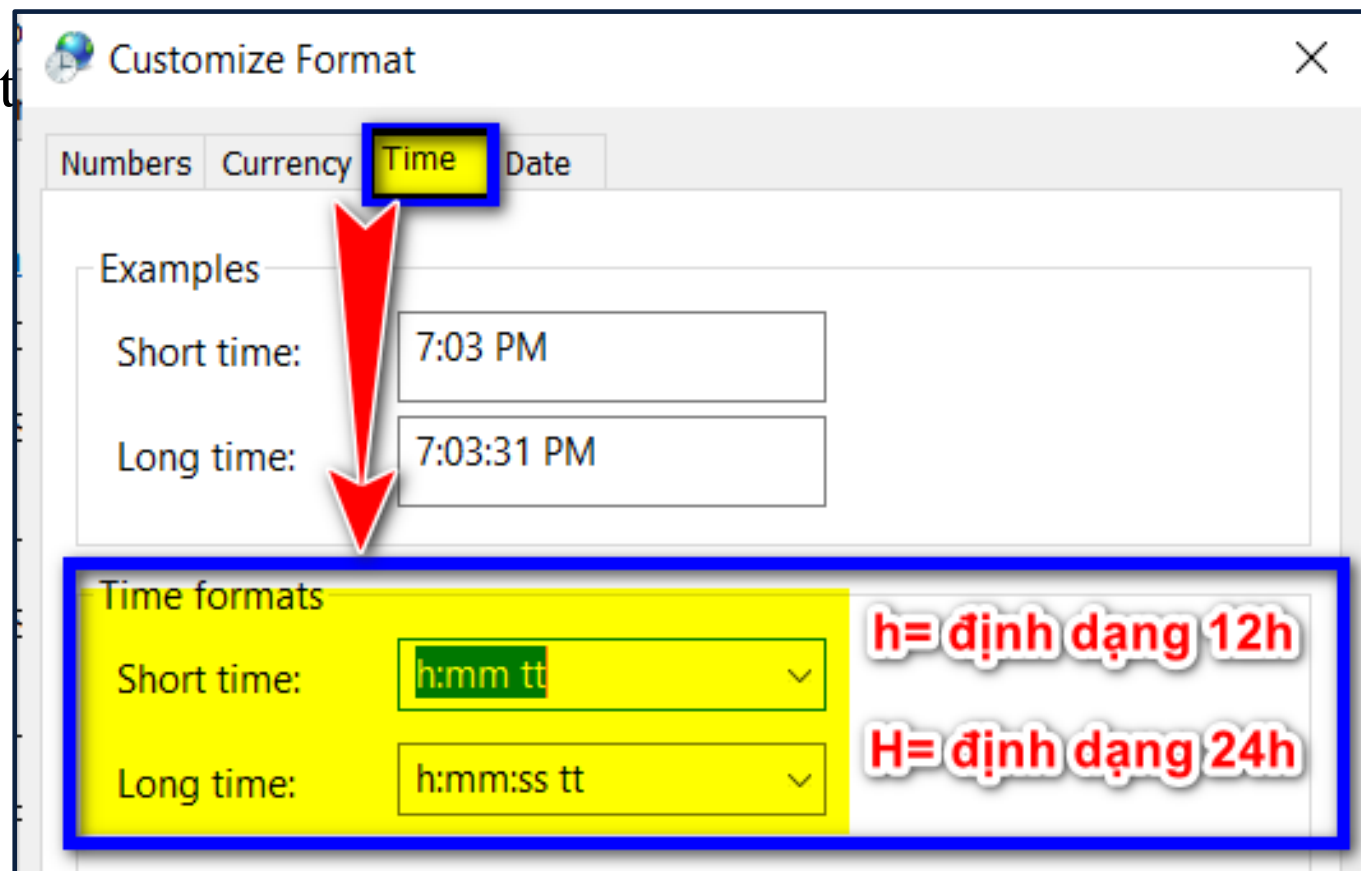 Customize Format
t
Numbers Currency Time Date
Examples
Short time: 7:03 PM
Long time: 7:03:31 PM
Time formats
Short time: h:mm tt h= định dạng 12h
Long time: h:mm:ss tt H= định dạng 24h